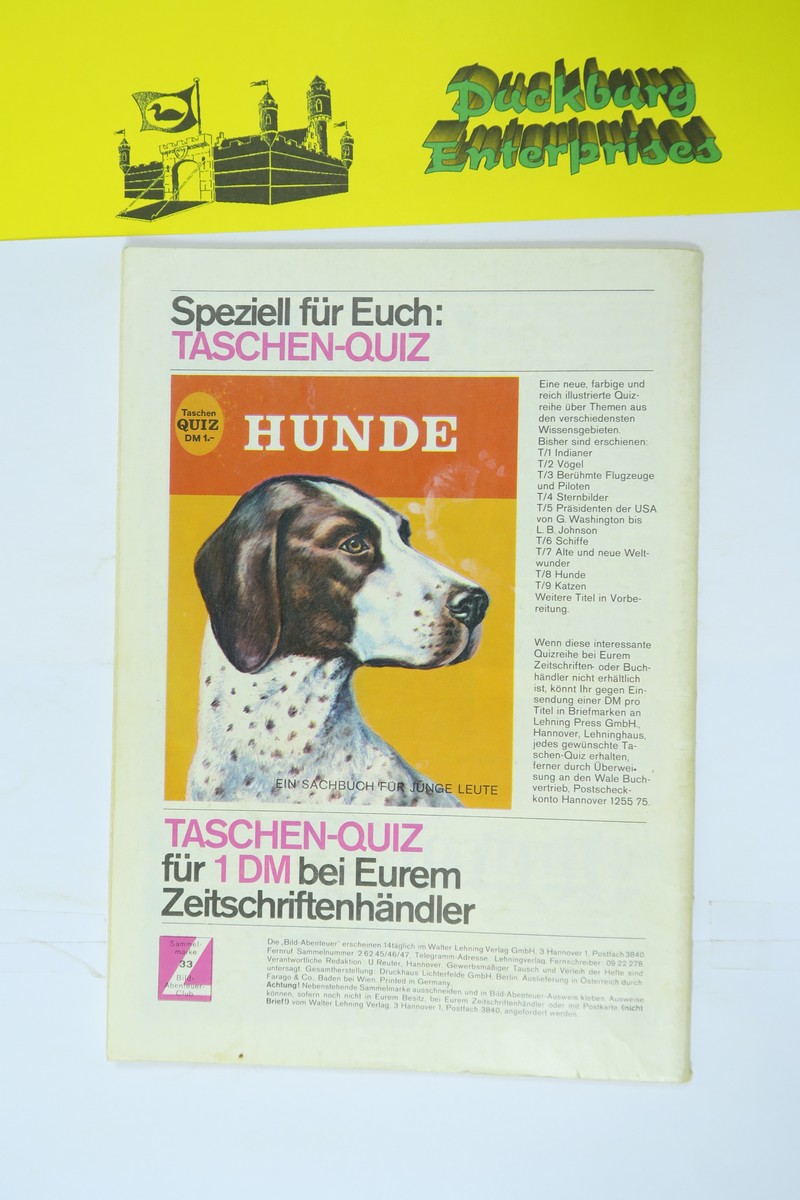 Duckburg
Enterprises
Speziell für Euch:
TASCHEN-QUIZ
Taschen
QUIZ
DM 1.-
HUNDE
EIN SACHBUCH FÜR JUNGE LEUTE
Eine neue, farbige und
reich illustrierte Quiz-
reihe über Themen aus
den verschiedensten
Wissensgebieten.
Bisher sind erschienen:
T/1 Indianer
T/2 Vögel
T/3 Berühmte Flugzeuge
und Piloten
T/4 Sternbilder
T/5 Präsidenten der USA
von G. Washington bis
L. B. Johnson
T/6 Schiffe
T/7 Alte und neue Welt-
wunder
T/8 Hunde
T/9 Katzen
Weitere Titel in Vorbe-
reitung.
Wenn diese interessante
Quizreihe bei Eurem
Zeitschriften- oder Buch-
händler nicht erhältlich
ist, könnt Ihr gegen Ein-
sendung einer DM pro
Titel in Briefmarken an
Lehning Press GmbH.,
Hannover, Lehninghaus,
jedes gewünschte Ta-
schen-Quiz erhalten,
ferner durch Überwei-
sung an den Wale Buch-
vertrieb, Postscheck-
konto Hannover 1255 75.
TASCHEN-QUIZ
für 1 DM bei Eurem
Zeitschriftenhändler
Sammel-
marke
33
Bild-
Abenteuer-
Club
Die „Bild-Abenteuer" erscheinen 14täglich im Walter Lehning Verlag GmbH, 3 Hannover 1, Postfach 3840
Fernruf Sammelnummer 2 62 45/46/47, Telegramm-Adresse: Lehningverlag, Fernschreiber 09 22 278.
Verantwortliche Redaktion: U. Reuter, Hannover. Gewerbsmäßiger Tausch und Verleih der Hefte sind
untersagt. Gesamtherstellung: Druckhaus Lichterfelde GmbH, Berlin. Auslieferung in Österreich durch
Farago & Co., Baden bei Wien. Printed in Germany
Achtung! Nebenstehende Sammelmarke ausschneiden und in Bild-Abenteuer-Ausweis kleben. Ausweise
können, sofern noch nicht in Eurem Besitz, bei Eurem Zeitschriftenhändler oder mit Postkarte (nicht
Brief!) vom Walter Lehning Verlag, 3 Hannover 1, Postfach 3840, angefordert werden